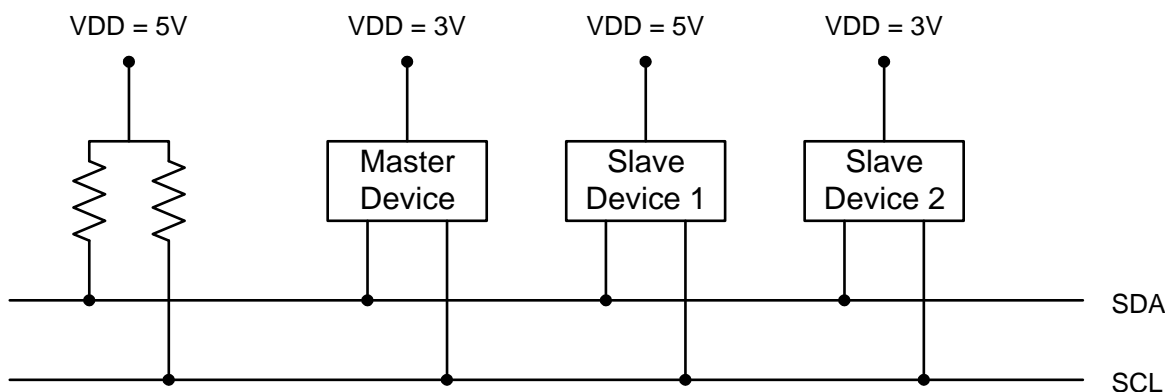 VDD = 5V
VDD = 3V
VDD = 5V
VDD = 3V
Master
Device
Slave
Device 1
Slave
Device 2
SDA
SCL